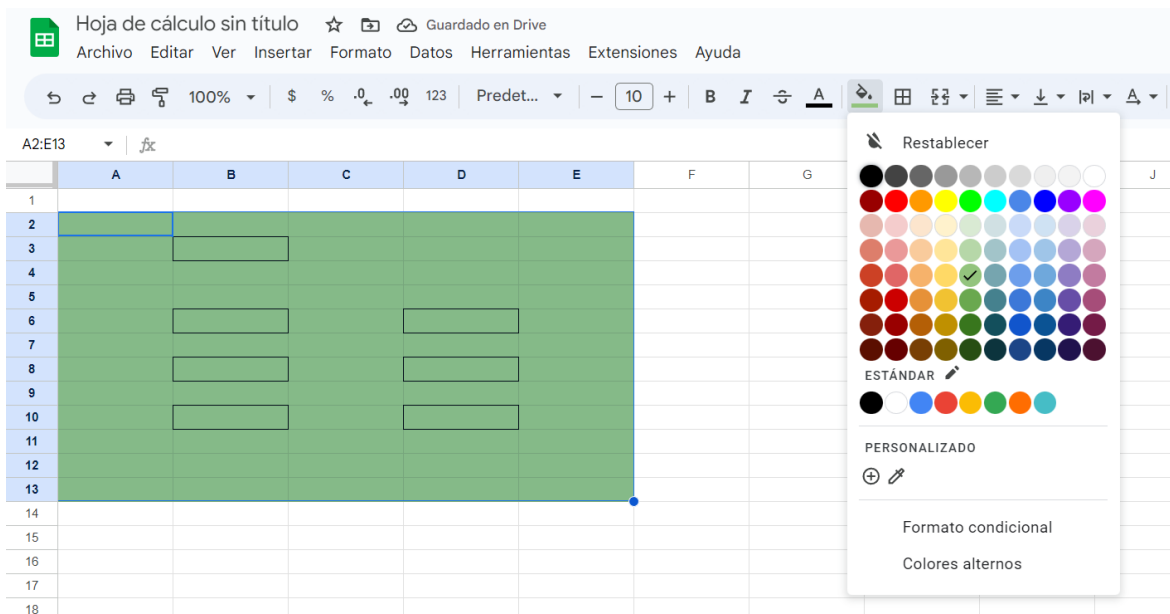 Hoja de cálculo sin título Guardado en Drive
Archivo Editar Ver Insertar Formato Datos Herramientas Extensiones Ayuda
100% $ % .0 .00 123 Predet... − 10 + B I S A A
A2:E13 fx
A B C D E F G J
1
2
3
4
5
6
7
8
9
10
11
12
13
14
15
16
17
18
Restablecer
ESTÁNDAR
PERSONALIZADO
Formato condicional
Colores alternos